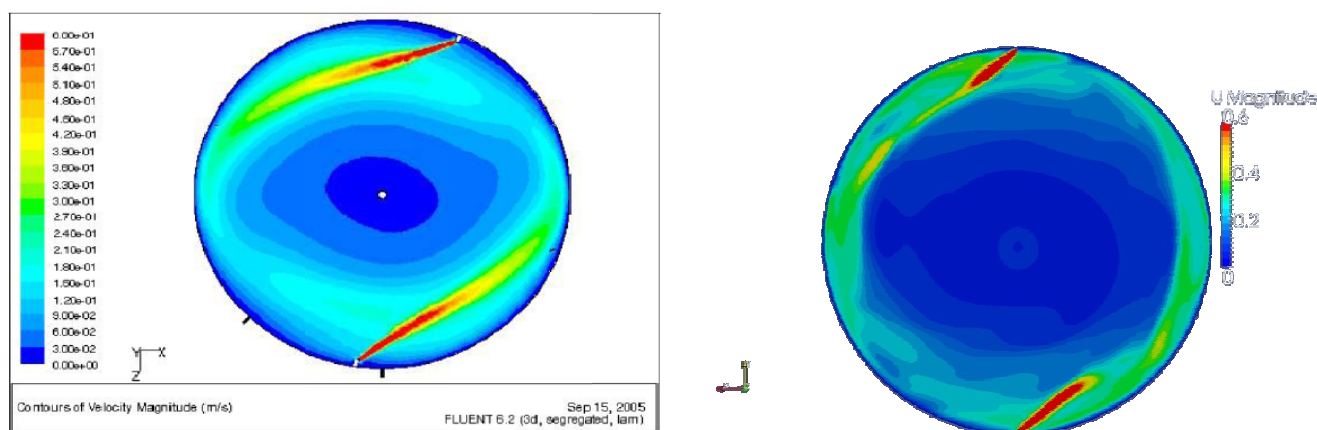 6.00e-01
5.70e-01
5.40e-01
5.10e-01
4.80e-01
4.50e-01
4.20e-01
3.90e-01
3.60e-01
3.30e-01
3.00e-01
2.70e-01
2.40e-01
2.10e-01
1.80e-01
1.50e-01
1.20e-01
9.00e-02
6.00e-02
3.00e-02
0.00e+00
Y X
Z
Contours of Velocity Magnitude (m/s)
Sep 15, 2005
FLUENT 6.2 (3d, segregated, lam)
U Magnitude
0.6
0.4
0.2
0